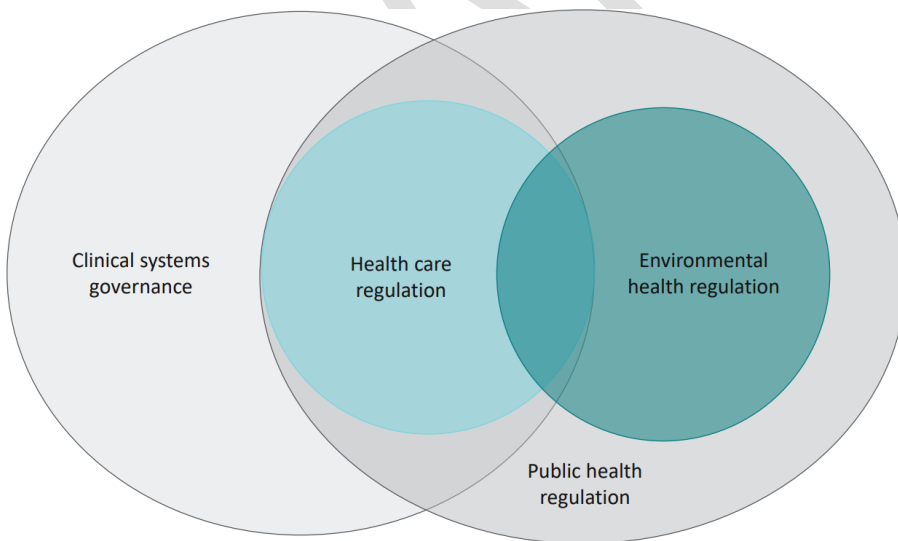 Clinical systems
governance
Health care
regulation
Environmental
health regulation
Public health
regulation